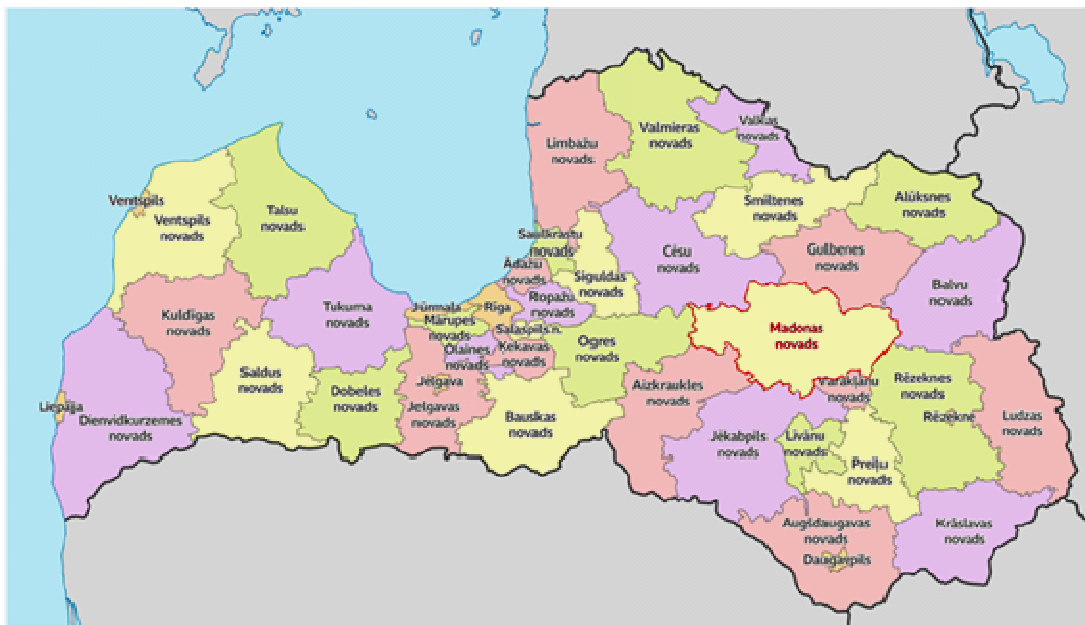 Limbažu
novads
Valmieras
novads
Valkas
novads
Ventspils
Ventspils
novads
Talsu
novads
Smiltenes
novads
Alūksnes
novads
Saulkrastu
novads
Cēsu
novads
Gulbenes
novads
Ādažu
novads
Siguldas
novads
Balvu
novads
Kuldīgas
novads
Tukuma
novads
Jūrmala
Rīga
Ropažu
novads
Mārupes
novads
Salaspils n.
Madonas
novads
Olaines
novads
Ķekavas
novads
Ogres
novads
Saldus
novads
Dobeles
novads
Jelgava
Jelgavas
novads
Aizkraukles
novads
Varakļānu
novads
Rēzeknes
novads
Rēzekne
Liepāja
Dienvidkurzemes
novads
Bauskas
novads
Ludzas
novads
Jēkabpils
novads
Līvānu
novads
Preiļu
novads
Augšdaugavas
novads
Daugavpils
Krāslavas
novads